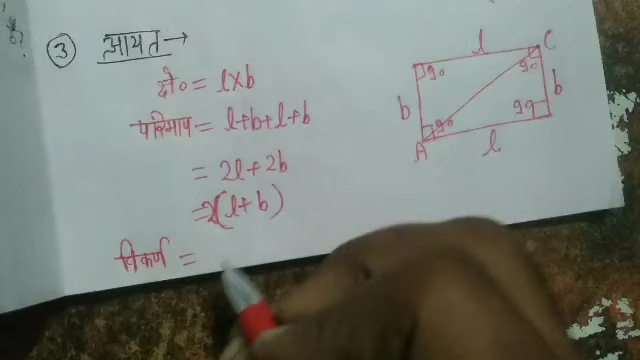 ③ आयत→
क्षे० = l×b
परिमाप = l+b+l+b
= 2l+2b
=2(l+b)
विकर्ण =
l
C
90
90
b
b
90
90
A
l